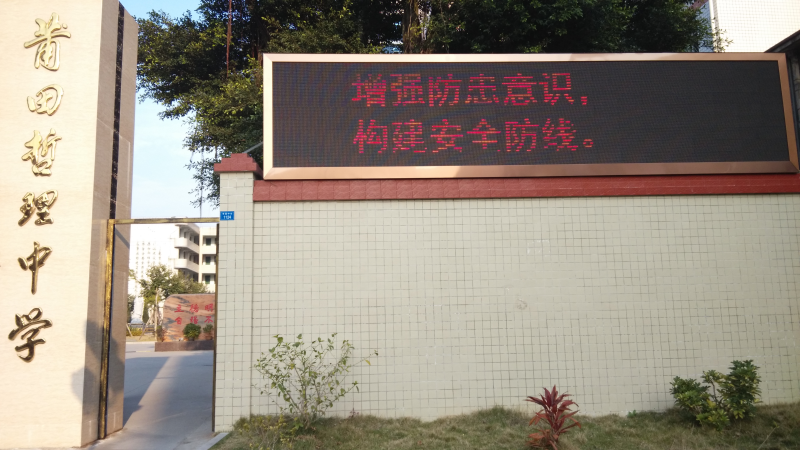 莆田哲理中学
增强防患意识，
构建安全防线。